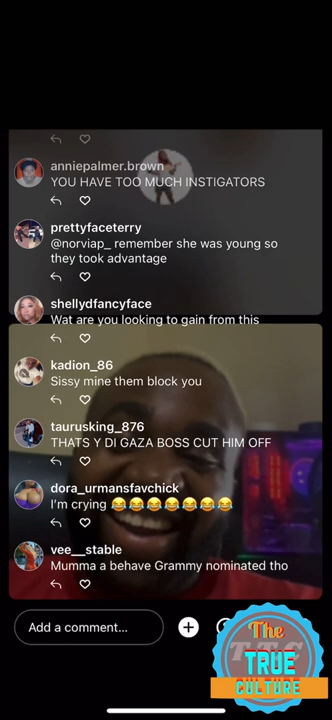 anniepalmer.brown
YOU HAVE TOO MUCH INSTIGATORS
prettyfaceterry
@norviap_ remember she was young so
they took advantage
shellydfancyface
Wat are you looking to gain from this
kadion_86
Sissy mine them block you
taurusking_876
THATS Y DI GAZA BOSS CUT HIM OFF
dora_urmansfavchick
I'm crying 😂😂😂😂😂😂😂😂
vee__stable
Mumma a behave Grammy nominated tho
Add a comment...
The
T.T.C
TRUE
CULTURE